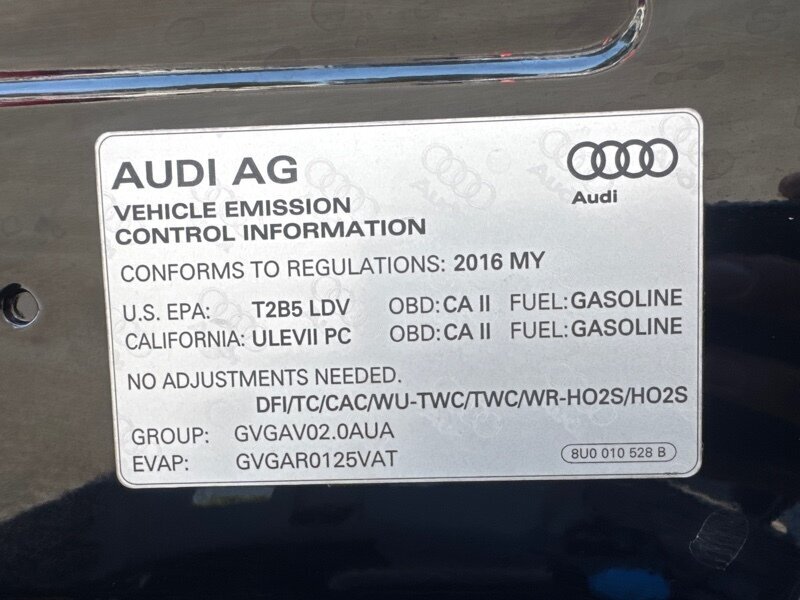 AUDI AG
Audi
VEHICLE EMISSION
CONTROL INFORMATION
CONFORMS TO REGULATIONS: 2016 MY
U.S. EPA: T2B5 LDV OBD: CA II FUEL: GASOLINE
CALIFORNIA: ULEVII PC OBD: CA II FUEL: GASOLINE
NO ADJUSTMENTS NEEDED.
DFI/TC/CAC/WU-TWC/TWC/WR-HO2S/HO2S
GROUP: GVGAV02.0AUA
EVAP: GVGAR0125VAT
8U0 010 528 B